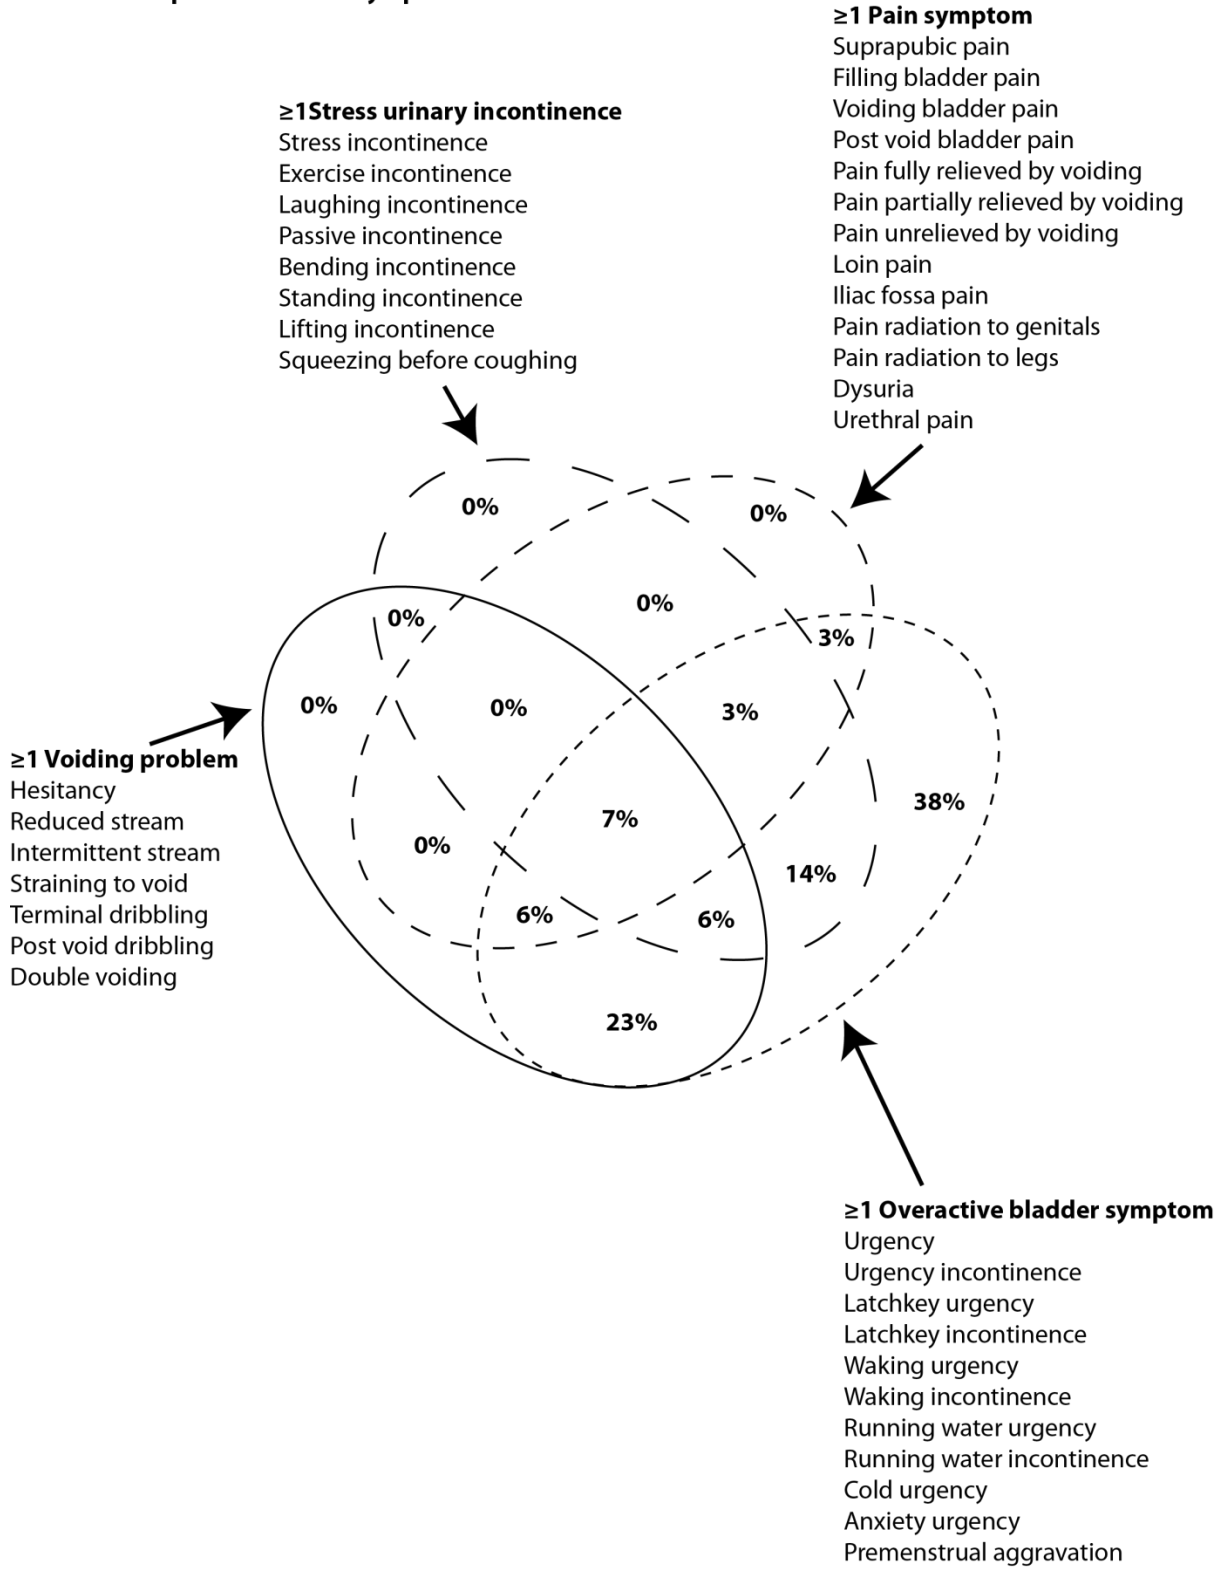 ≥1 Pain symptom
Suprapubic pain
Filling bladder pain
Voiding bladder pain
Post void bladder pain
Pain fully relieved by voiding
Pain partially relieved by voiding
Pain unrelieved by voiding
Loin pain
Iliac fossa pain
Pain radiation to genitals
Pain radiation to legs
Dysuria
Urethral pain
≥1Stress urinary incontinence
Stress incontinence
Exercise incontinence
Laughing incontinence
Passive incontinence
Bending incontinence
Standing incontinence
Lifting incontinence
Squeezing before coughing
0%
0%
0%
0%
3%
0%
0%
3%
38%
7%
0%
14%
6%
6%
23%
≥1 Voiding problem
Hesitancy
Reduced stream
Intermittent stream
Straining to void
Terminal dribbling
Post void dribbling
Double voiding
≥1 Overactive bladder symptom
Urgency
Urgency incontinence
Latchkey urgency
Latchkey incontinence
Waking urgency
Waking incontinence
Running water urgency
Running water incontinence
Cold urgency
Anxiety urgency
Premenstrual aggravation